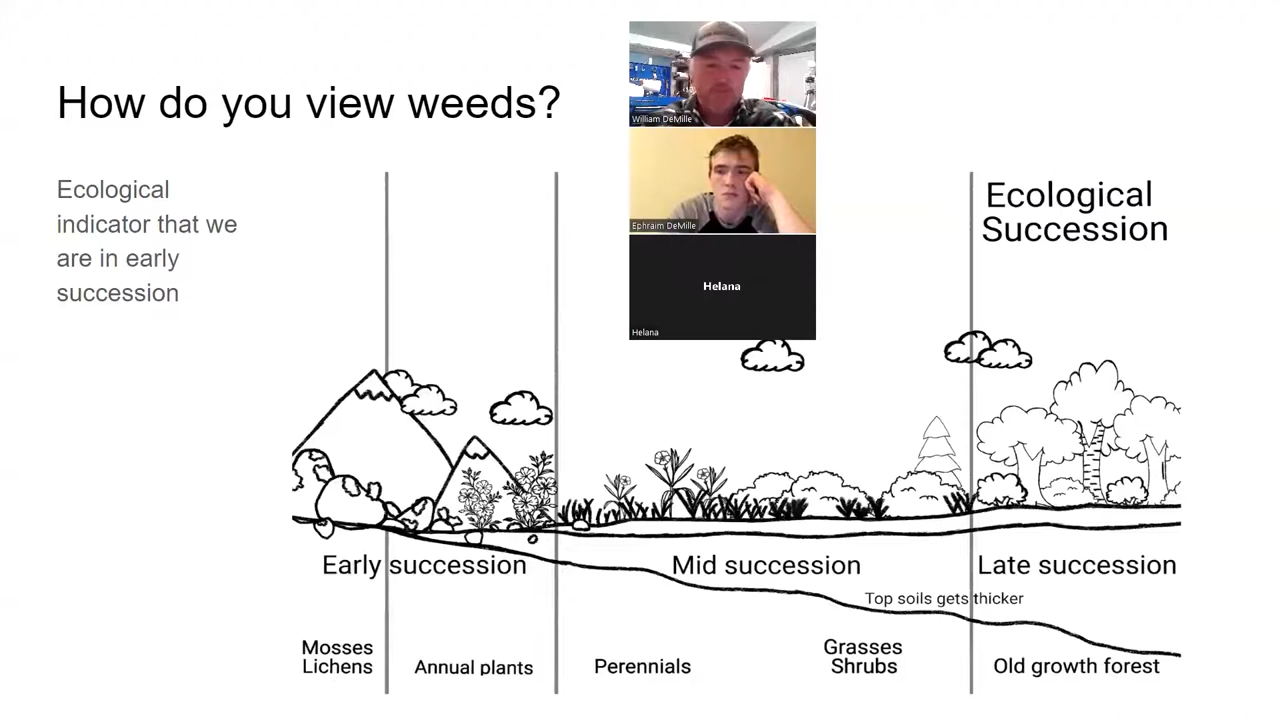 How do you view weeds?
Ecological
indicator that we
are in early
succession
William DeMille
Ephraim DeMille
Helana
Helana
Ecological
Succession
Early succession
Mid succession
Late succession
Top soils gets thicker
Mosses
Lichens
Annual plants
Perennials
Grasses
Shrubs
Old growth forest